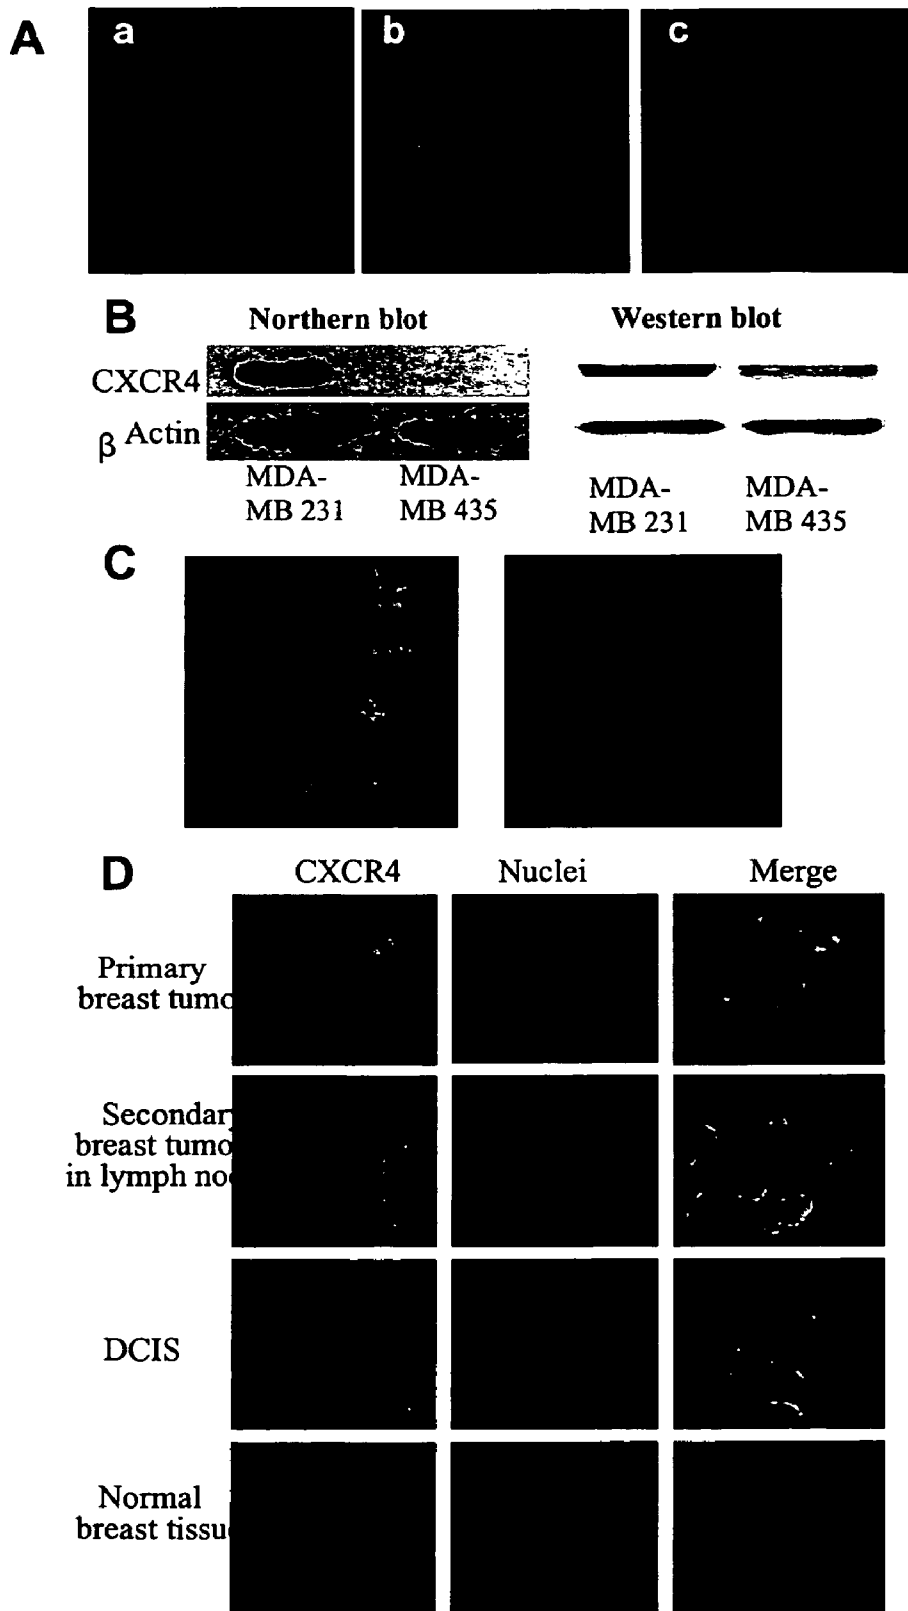 A
a
b
c
B
Northern blot
Western blot
CXCR4
β Actin
MDA-
MB 231
MDA-
MB 435
MDA-
MB 231
MDA-
MB 435
C
D
CXCR4
Nuclei
Merge
Primary
breast tumo
Secondar
breast tumo
in lymph no
DCIS
Normal
breast tissu